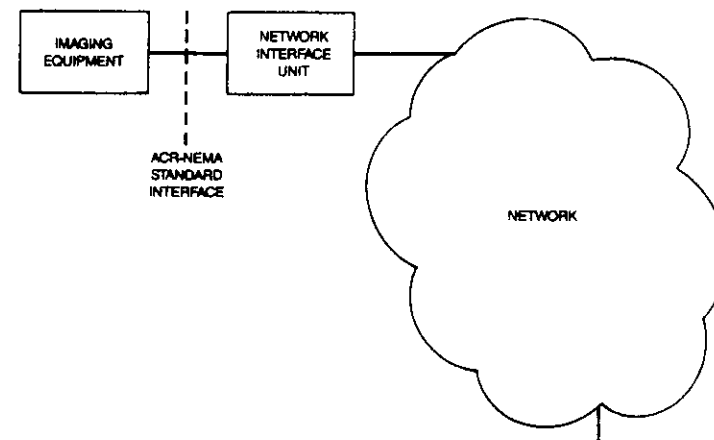 IMAGING
EQUIPMENT
NETWORK
INTERFACE
UNIT
ACR-NEMA
STANDARD
INTERFACE
NETWORK